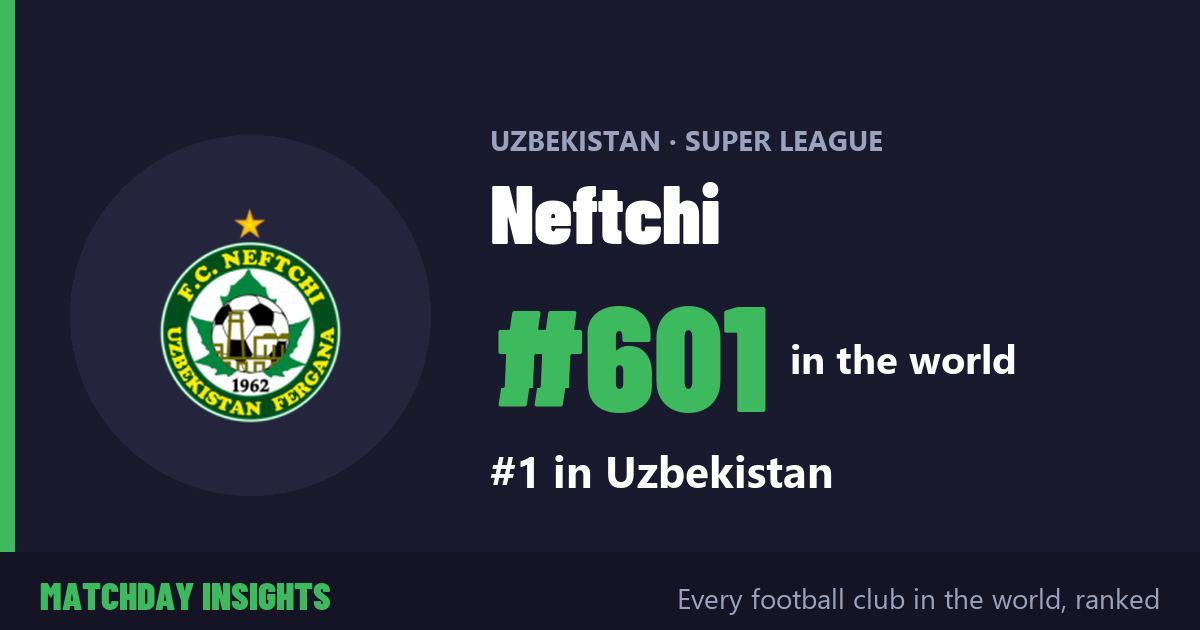 UZBEKISTAN · SUPER LEAGUE
Neftchi
F.C. NEFTCHI
1962
UZBEKISTAN FERGANA
#601 in the world
#1 in Uzbekistan
MATCHDAY INSIGHTS
Every football club in the world, ranked